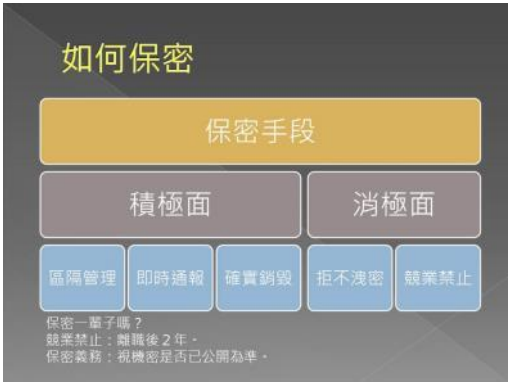 如何保密
保密手段
積極面
消極面
區隔管理
即時通報
確實銷毀
拒不洩密
競業禁止
保密一輩子嗎？
競業禁止：離職後２年。
保密義務：視機密是否已公開為準。